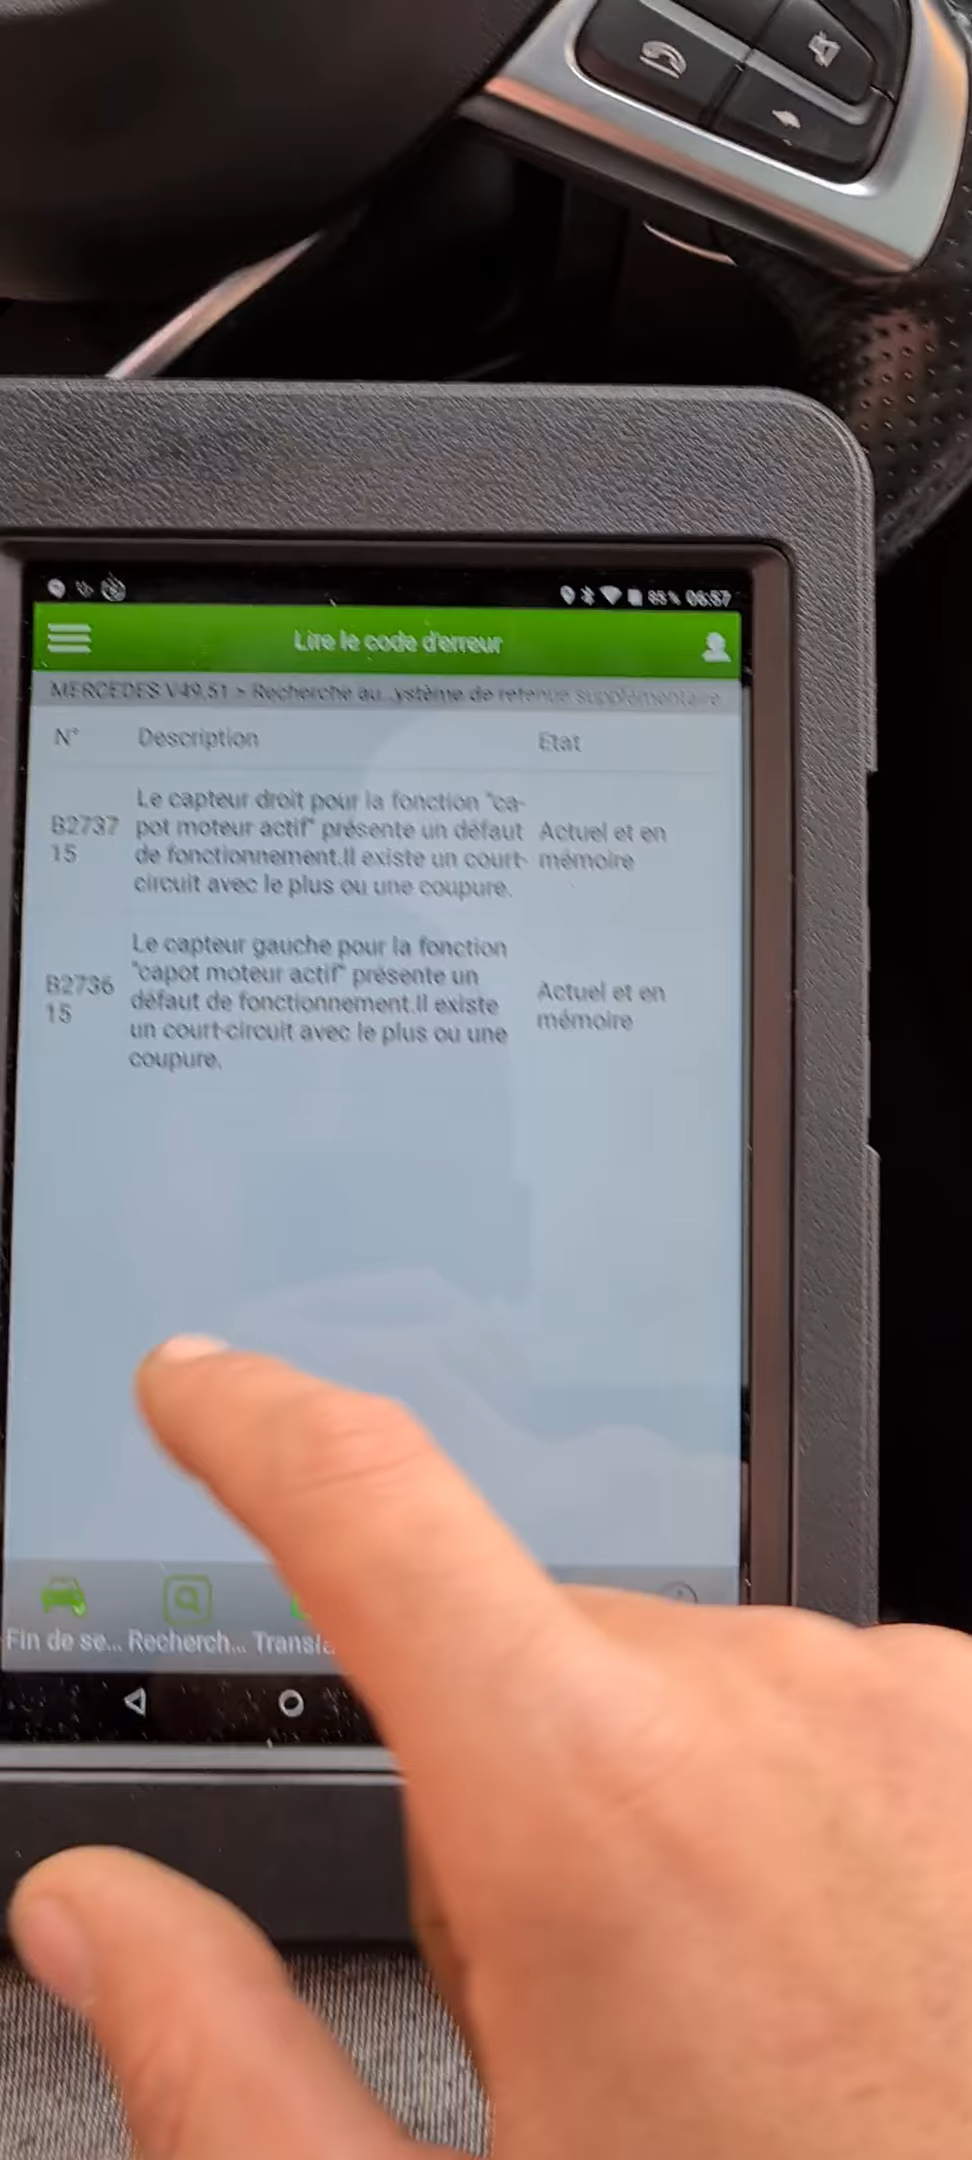 85% 06:57
Lire le code d'erreur
MERCEDES V49.51 > Recherche au...ystème de retenue supplémentaire
N° Description Etat
B2737
15
Le capteur droit pour la fonction "ca-
pot moteur actif" présente un défaut
de fonctionnement.Il existe un court-
circuit avec le plus ou une coupure.
Actuel et en
mémoire
B2736
15
Le capteur gauche pour la fonction
"capot moteur actif" présente un
défaut de fonctionnement.Il existe
un court-circuit avec le plus ou une
coupure.
Actuel et en
mémoire
Fin de se... Recherch... Transla